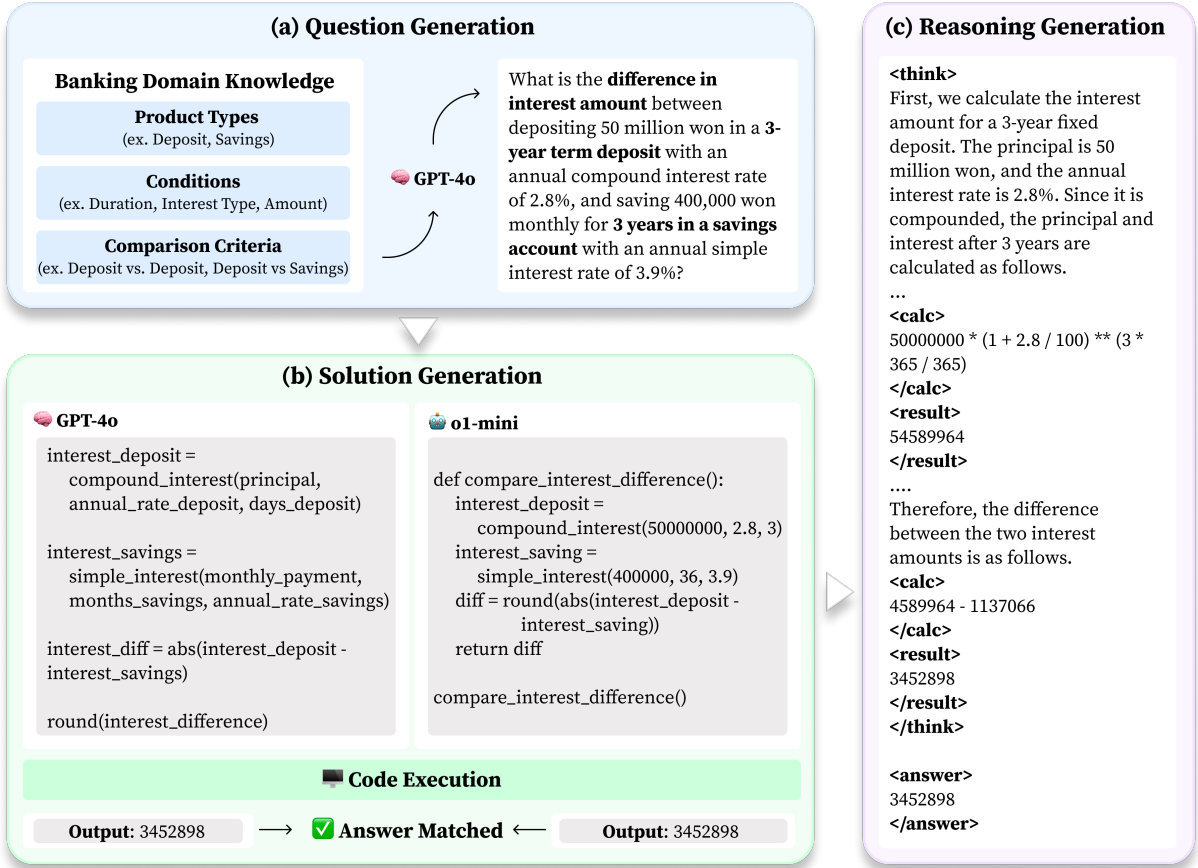 (a) Question Generation
Banking Domain Knowledge
Product Types
(ex. Deposit, Savings)
Conditions
(ex. Duration, Interest Type, Amount)
Comparison Criteria
(ex. Deposit vs. Deposit, Deposit vs Savings)
GPT-4o
What is the difference in
interest amount between
depositing 50 million won in a 3-
year term deposit with an
annual compound interest rate
of 2.8%, and saving 400,000 won
monthly for 3 years in a savings
account with an annual simple
interest rate of 3.9%?
(b) Solution Generation
GPT-4o
interest_deposit =
compound_interest(principal,
annual_rate_deposit, days_deposit)
interest_savings =
simple_interest(monthly_payment,
months_savings, annual_rate_savings)
interest_diff = abs(interest_deposit -
interest_savings)
round(interest_difference)
o1-mini
def compare_interest_difference():
interest_deposit =
compound_interest(50000000, 2.8, 3)
interest_saving =
simple_interest(400000, 36, 3.9)
diff = round(abs(interest_deposit -
interest_saving))
return diff
compare_interest_difference()
Code Execution
Output: 3452898
Answer Matched
Output: 3452898
(c) Reasoning Generation
<think>
First, we calculate the interest
amount for a 3-year fixed
deposit. The principal is 50
million won, and the annual
interest rate is 2.8%. Since it is
compounded, the principal and
interest after 3 years are
calculated as follows.
...
<calc>
50000000 * (1 + 2.8 / 100) ** (3 *
365 / 365)
</calc>
<result>
54589964
</result>
....
Therefore, the difference
between the two interest
amounts is as follows.
<calc>
4589964 - 1137066
</calc>
<result>
3452898
</result>
</think>
<answer>
3452898
</answer>